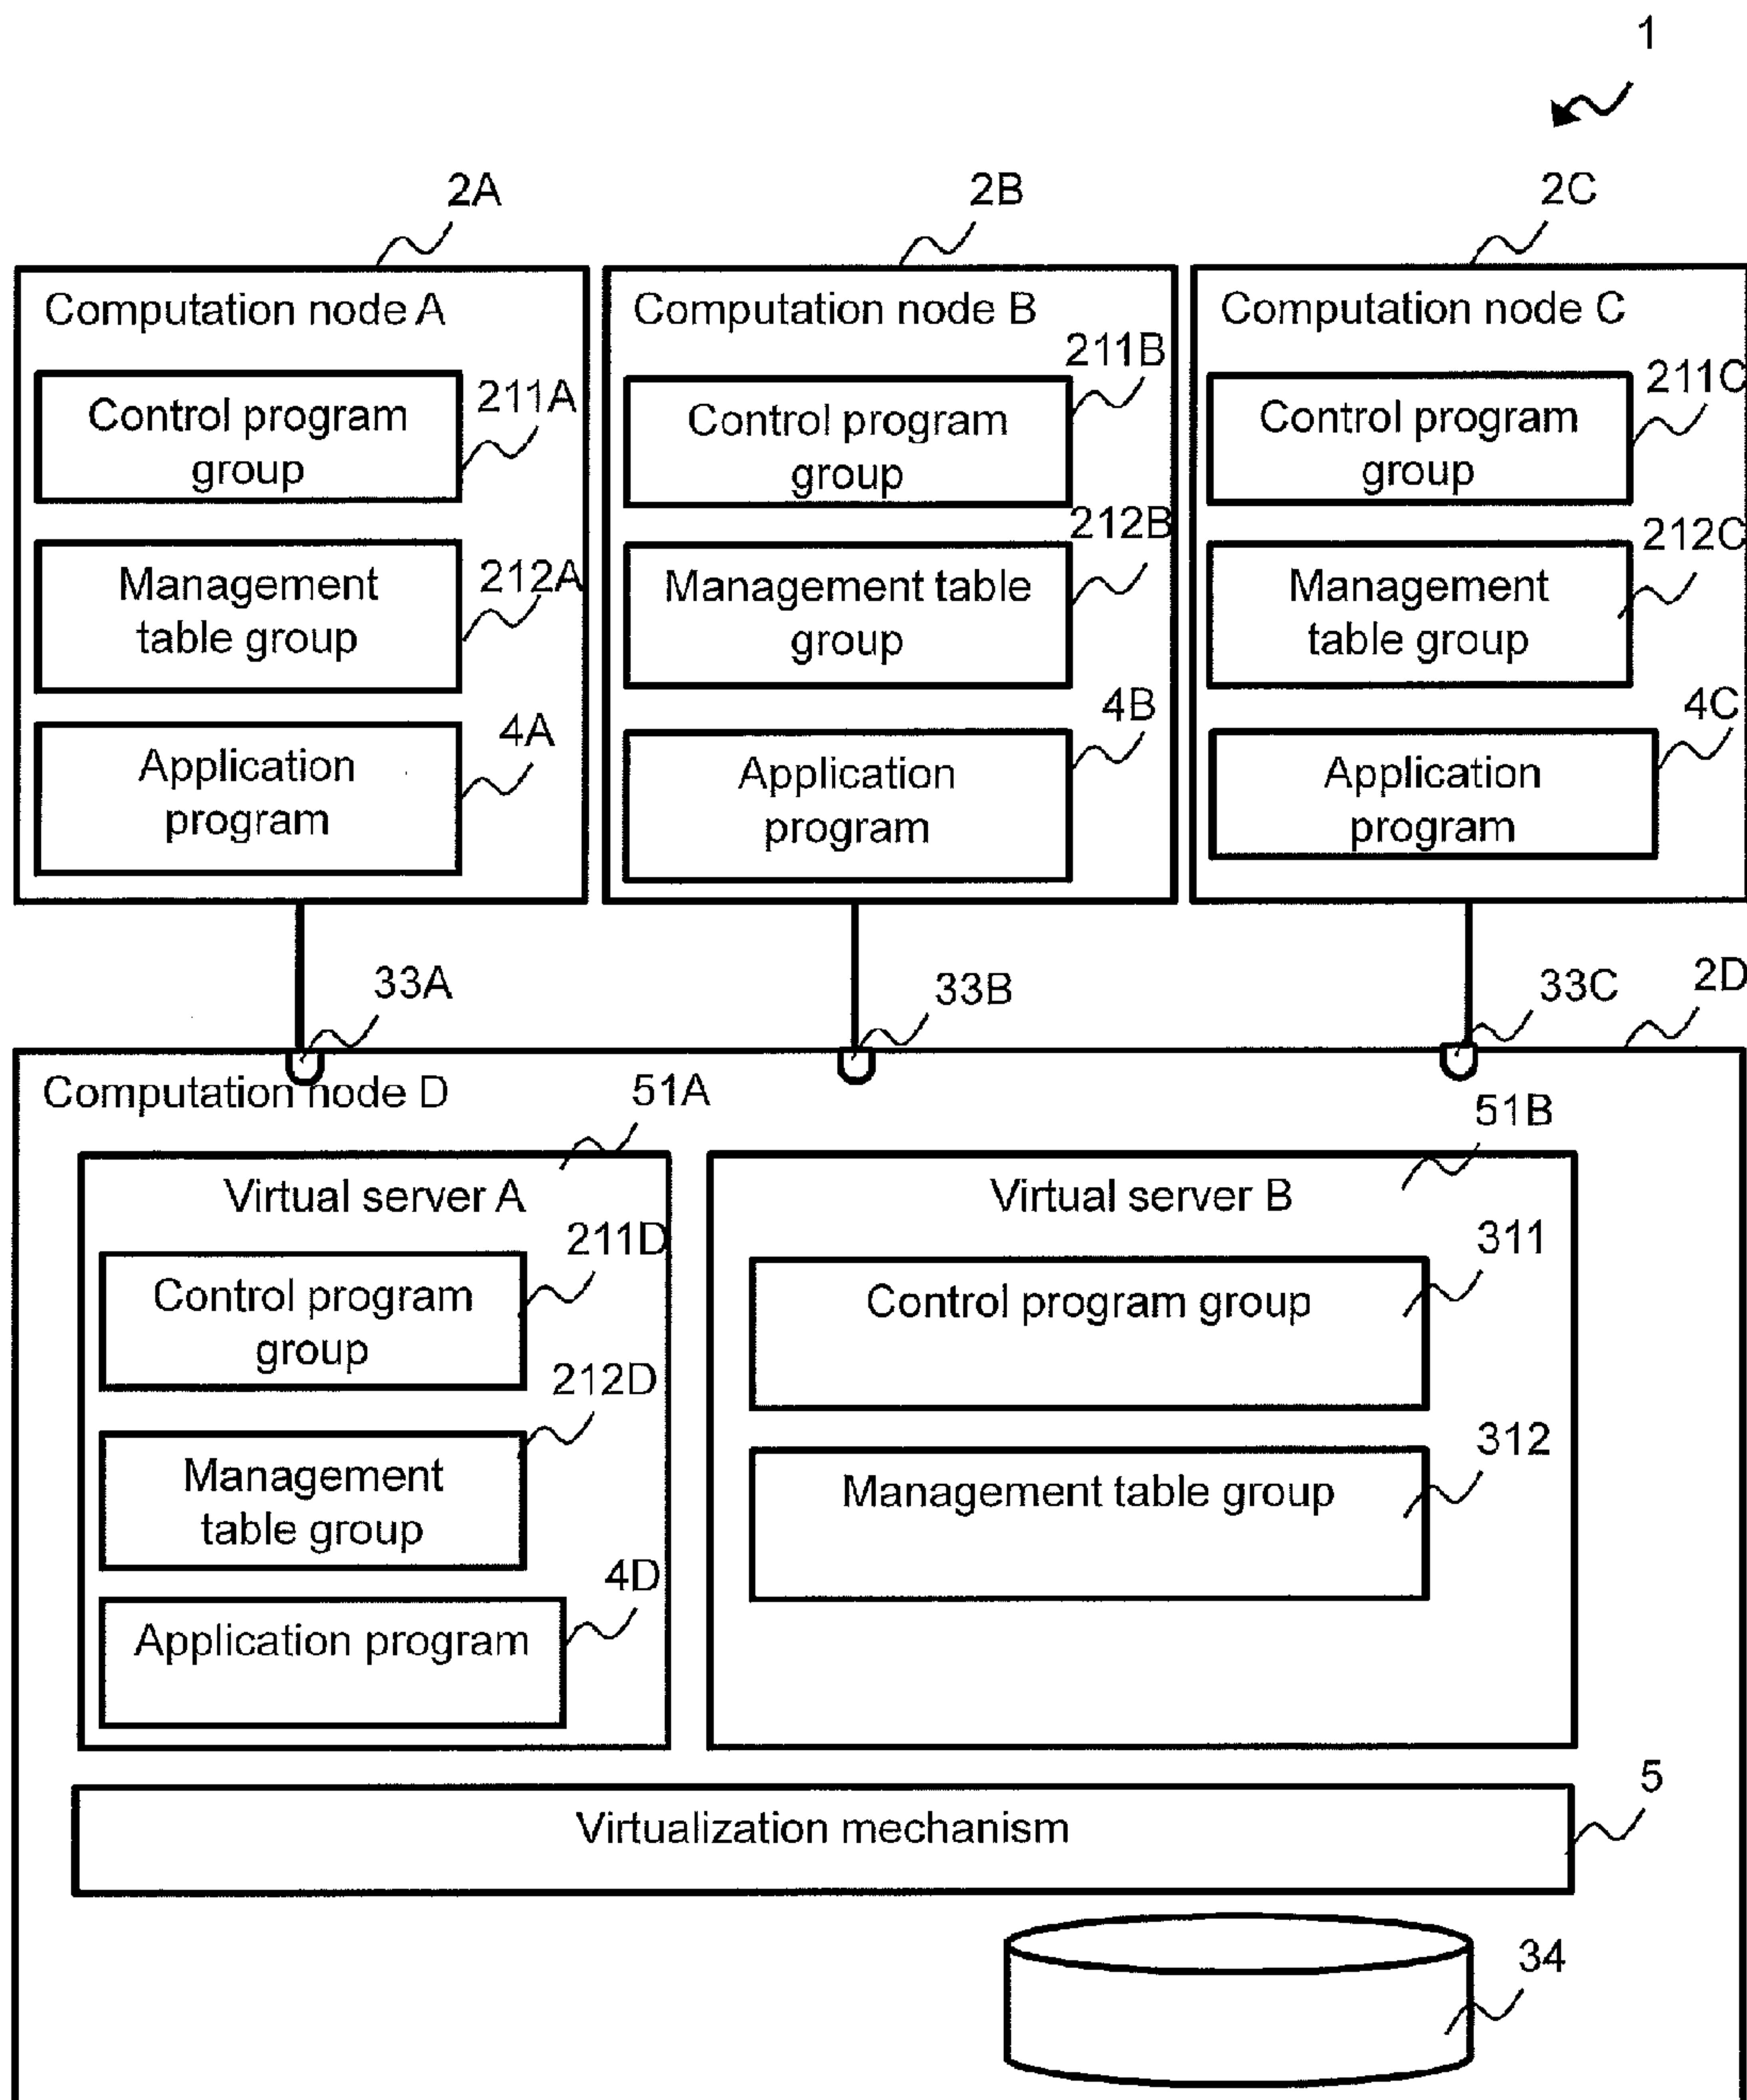 1
2A
2B
2C
Computation node A
Control program
group
211A
Management
table group
212A
Application
program
4A
Computation node B
211B
Control program
group
212B
Management table
group
4B
Application
program
Computation node C
211C
Control program
group
212C
Management
table group
4C
Application
program
33A
33B
33C
2D
Computation node D
51A
Virtual server A
211D
Control program
group
212D
Management
table group
4D
Application program
51B
Virtual server B
311
Control program group
312
Management table group
5
Virtualization mechanism
34